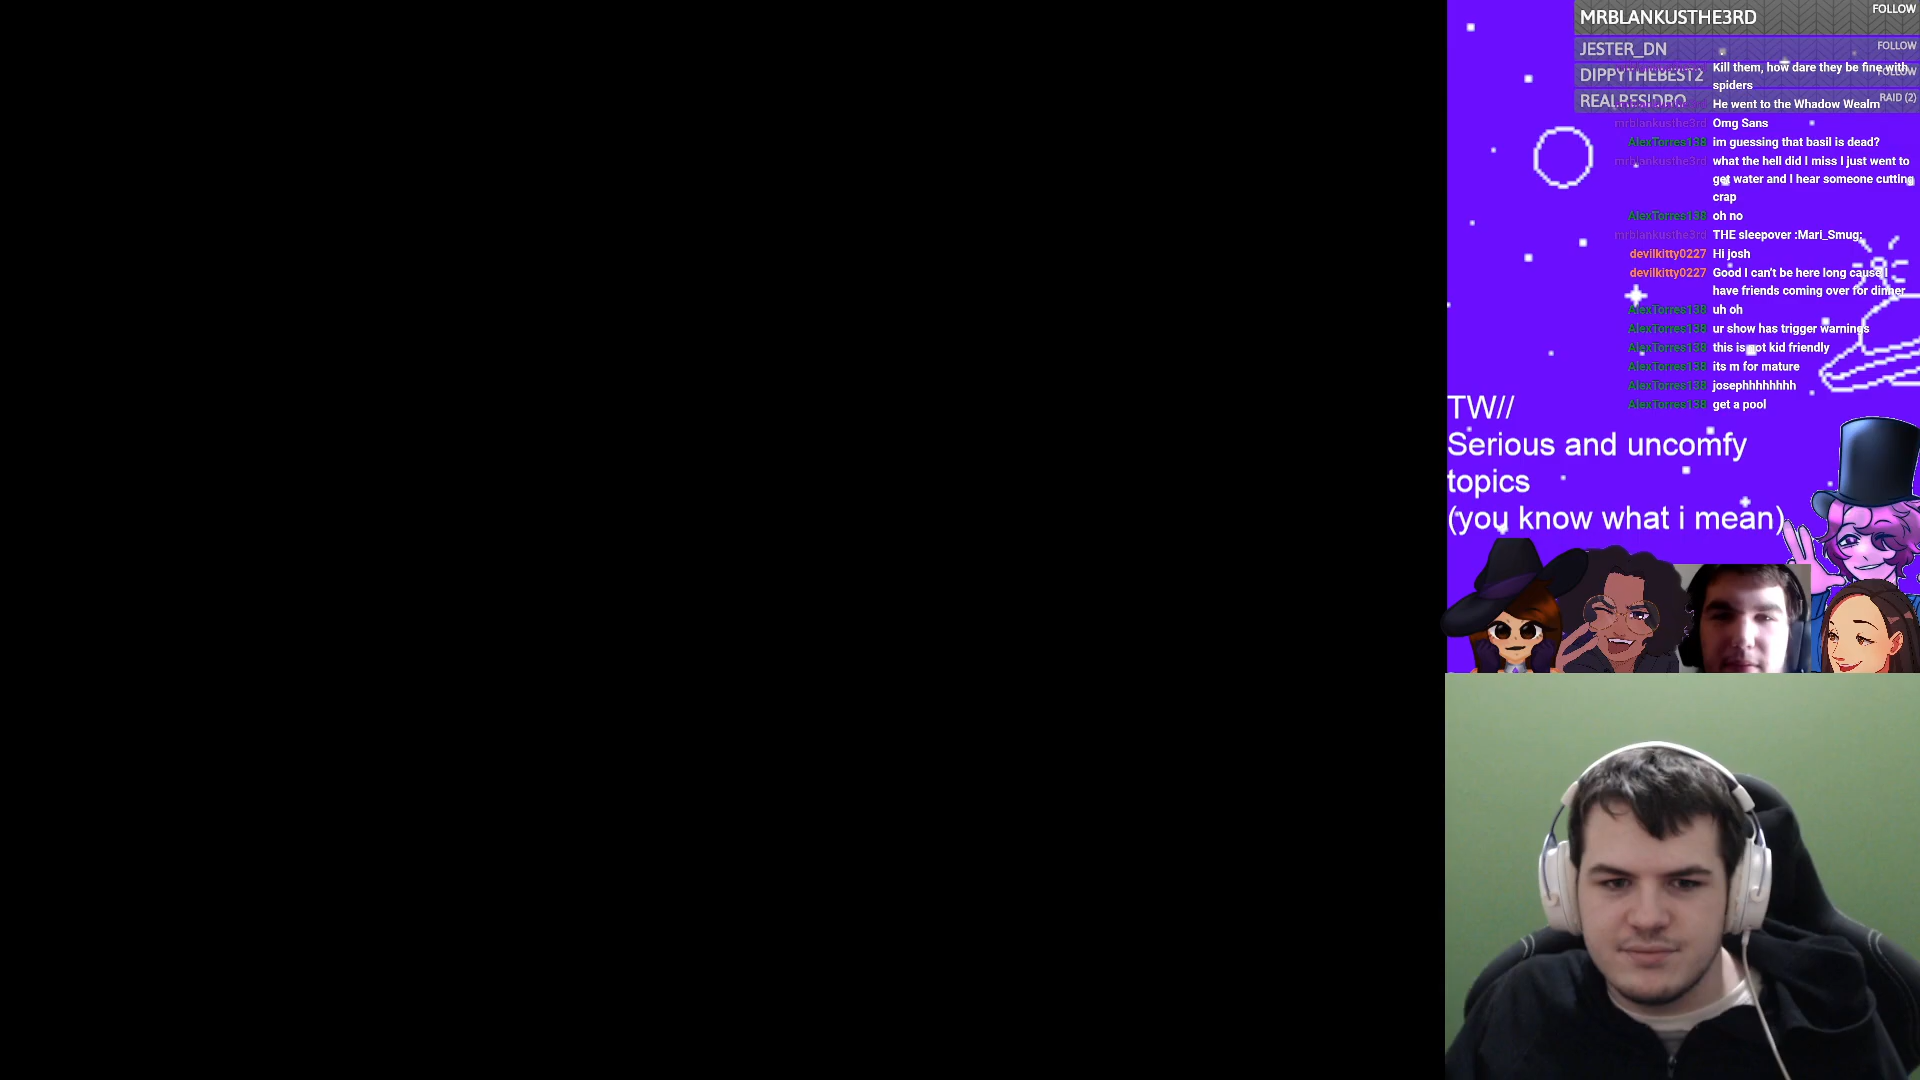 MRBLANKUSTHE3RD FOLLOW
JESTER_DN FOLLOW
DIPPYTHEBEST2 FOLLOW
REALRESIDRO RAID (2)
Kill them, how dare they be fine with
spiders
He went to the Whadow Wealm
mrblankusthe3rd Omg Sans
AlexTorres138 im guessing that basil is dead?
mrblankusthe3rd what the hell did I miss I just went to
get water and I hear someone cutting
crap
AlexTorres138 oh no
mrblankusthe3rd THE sleepover :Mari_Smug:
devilkitty0227 Hi josh
devilkitty0227 Good I can't be here long cause I
have friends coming over for dinner
AlexTorres138 uh oh
AlexTorres138 ur show has trigger warnings
AlexTorres138 this is not kid friendly
AlexTorres138 its m for mature
AlexTorres138 josephhhhhhhh
AlexTorres138 get a pool
TW//
Serious and uncomfy
topics
(you know what i mean)